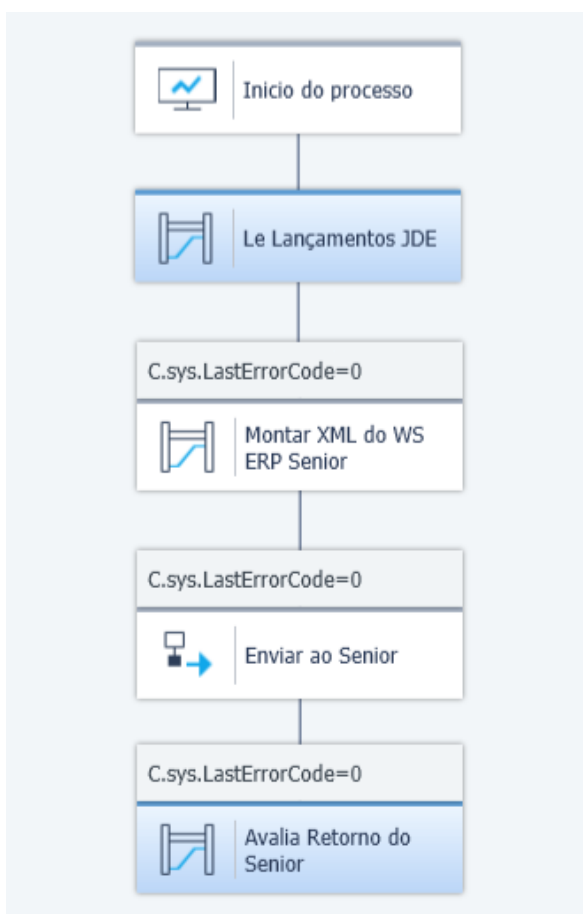 Inicio do processo
Le Lançamentos JDE
C.sys.LastErrorCode=0
Montar XML do WS
ERP Senior
C.sys.LastErrorCode=0
Enviar ao Senior
C.sys.LastErrorCode=0
Avalia Retorno do
Senior